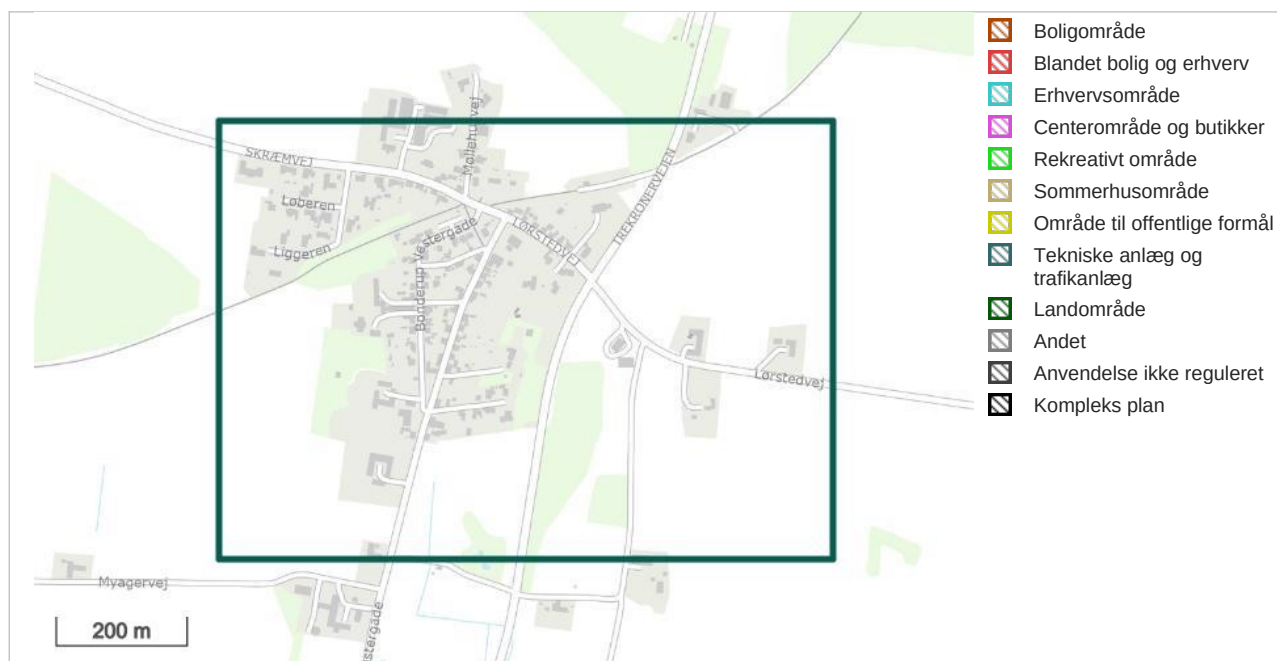 SKRÆMVEJ
Møllehusvej
Løberen
Liggeren
Bonderup Vestergade
LØRSTEDVEJ
TREKRONERVEJEN
Lørstedvej
Myagervej
200 m
Boligområde
Blandet bolig og erhverv
Erhvervsområde
Centerområde og butikker
Rekreativt område
Sommerhusområde
Område til offentlige formål
Tekniske anlæg og
trafikanlæg
Landområde
Andet
Anvendelse ikke reguleret
Kompleks plan